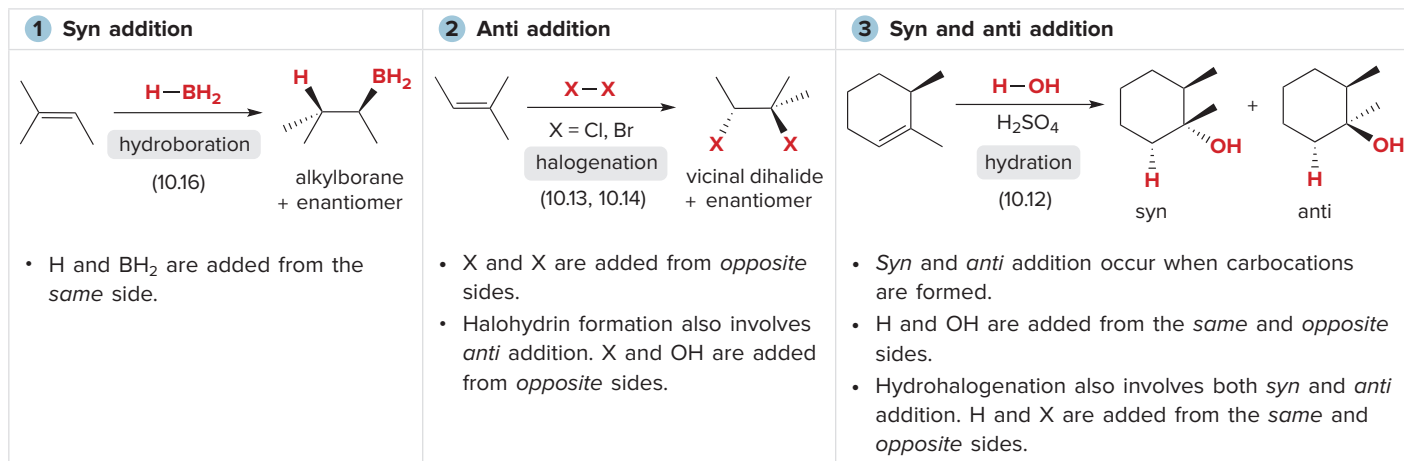 1 Syn addition
H–BH₂
hydroboration
(10.16)
H
BH₂
alkylborane
+ enantiomer
• H and BH₂ are added from the
same side.
2 Anti addition
X–X
X = Cl, Br
halogenation
(10.13, 10.14)
X
X
vicinal dihalide
+ enantiomer
• X and X are added from opposite
sides.
• Halohydrin formation also involves
anti addition. X and OH are added
from opposite sides.
3 Syn and anti addition
H–OH
H₂SO₄
hydration
(10.12)
OH
H
syn
+
OH
H
anti
• Syn and anti addition occur when carbocations
are formed.
• H and OH are added from the same and opposite
sides.
• Hydrohalogenation also involves both syn and anti
addition. H and X are added from the same and
opposite sides.